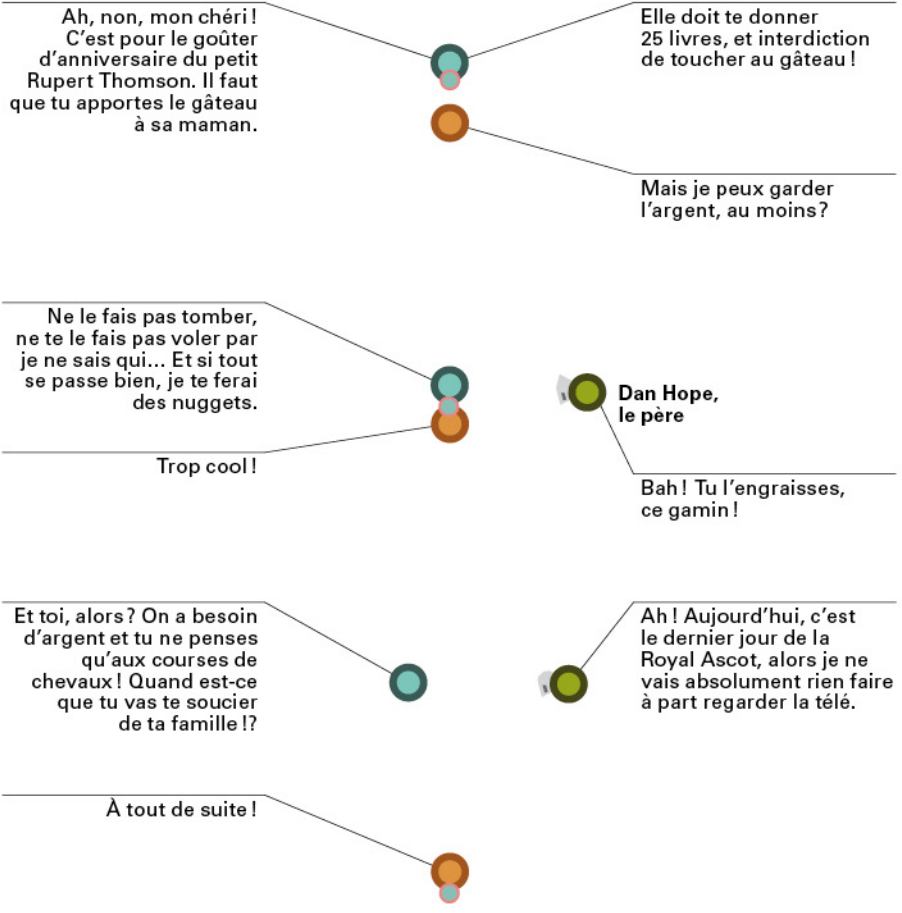 Ah, non, mon chéri !
C'est pour le goûter
d'anniversaire du petit
Rupert Thomson. Il faut
que tu apportes le gâteau
à sa maman.
Elle doit te donner
25 livres, et interdiction
de toucher au gâteau !
Mais je peux garder
l'argent, au moins ?
Ne le fais pas tomber,
ne te le fais pas voler par
je ne sais qui... Et si tout
se passe bien, je te ferai
des nuggets.
Trop cool !
Dan Hope,
le père
Bah ! Tu l'engraisses,
ce gamin !
Et toi, alors ? On a besoin
d'argent et tu ne penses
qu'aux courses de
chevaux ! Quand est-ce
que tu vas te soucier
de ta famille !?
Ah ! Aujourd'hui, c'est
le dernier jour de la
Royal Ascot, alors je ne
vais absolument rien faire
à part regarder la télé.
À tout de suite !